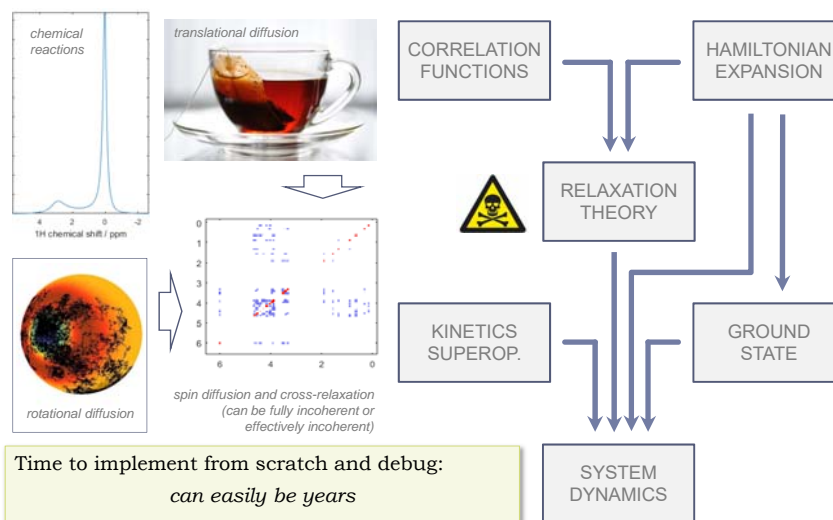 chemical
reactions
4 2 0 -2
1H chemical shift / ppm
translational diffusion
rotational diffusion
0
1
2
3
4
5
6
6 4 2 0
spin diffusion and cross-relaxation
(can be fully incoherent or
effectively incoherent)
Time to implement from scratch and debug:
can easily be years
CORRELATION
FUNCTIONS
HAMILTONIAN
EXPANSION
RELAXATION
THEORY
KINETICS
SUPEROP.
GROUND
STATE
SYSTEM
DYNAMICS